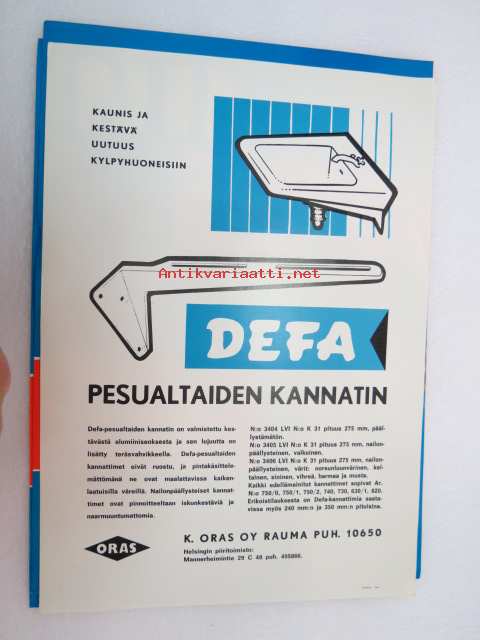 KAUNIS JA
KESTÄVÄ
UUTUUS
KYLPYHUONEISIIN
Antikvariaatti.net
DEFA
PESUALTAIDEN KANNATIN
Defa-pesualtaiden kannatin on valmistettu kes-
tävästä alumiiniseoksesta ja sen lujuutta on
lisätty teräsvahvikkeella. Defa-pesualtaiden
kannattimet eivät ruostu, ja pintakäsittele-
mättöminä ne ovat maalattavissa kaiken-
laatuisilla väreillä. Nailonpäällysteiset kannat-
timet ovat pinnoitteeltaan iskunkestäviä ja
naarmuuntumattomia.
N:o 3404 LVI N:o K 31 pituus 275 mm, pääl-
lystämätön.
N:o 3405 LVI N:o K 31 pituus 275 mm, nailon-
päällysteinen, valkoinen.
N:o 3406 LVI N:o K 31 pituus 275 mm, nailon-
päällysteinen, värit: norsunluunvärinen, kel-
tainen, sininen, vihreä, harmaa ja musta.
Kaikki edellämainitut kannattimet sopivat Ar.
N:o 750/0, 750/1, 750/2, 740, 730, 630/1, 620.
Erikoistilauksesta on Defa-kannattimia saata-
vissa myös 240 mm:n ja 350 mm:n pituisina.
ORAS
K. ORAS OY RAUMA PUH. 10650
Helsingin piiritoimisto:
Mannerheimintie 29 C 48 puh. 495866.